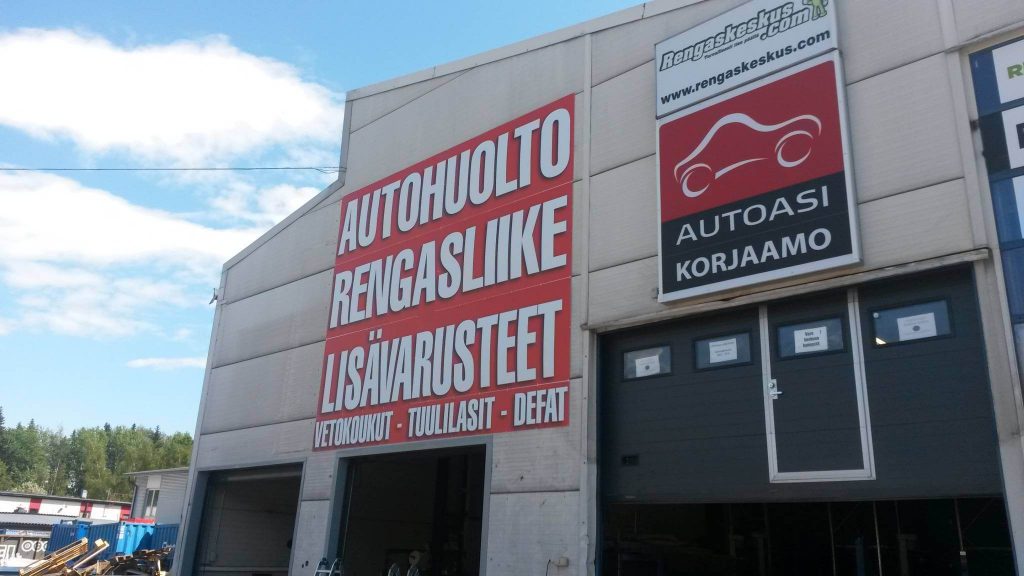 Rengaskeskus
.com
www.rengaskeskus.com
AUTOASI
KORJAAMO
AUTOHUOLTO
RENGASLIIKE
LISÄVARUSTEET
VETOKOUKUT - TUULILASIT - DEFAT